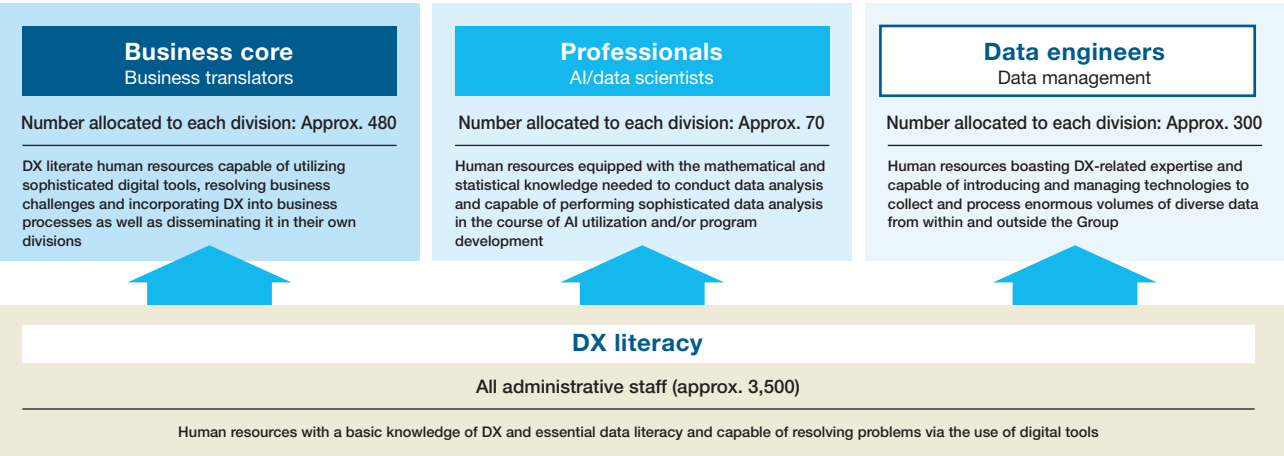 Business core
Business translators
Number allocated to each division: Approx. 480
DX literate human resources capable of utilizing
sophisticated digital tools, resolving business
challenges and incorporating DX into business
processes as well as disseminating it in their own
divisions
Professionals
AI/data scientists
Number allocated to each division: Approx. 70
Human resources equipped with the mathematical and
statistical knowledge needed to conduct data analysis
and capable of performing sophisticated data analysis
in the course of AI utilization and/or program
development
Data engineers
Data management
Number allocated to each division: Approx. 300
Human resources boasting DX-related expertise and
capable of introducing and managing technologies to
collect and process enormous volumes of diverse data
from within and outside the Group
DX literacy
All administrative staff (approx. 3,500)
Human resources with a basic knowledge of DX and essential data literacy and capable of resolving problems via the use of digital tools